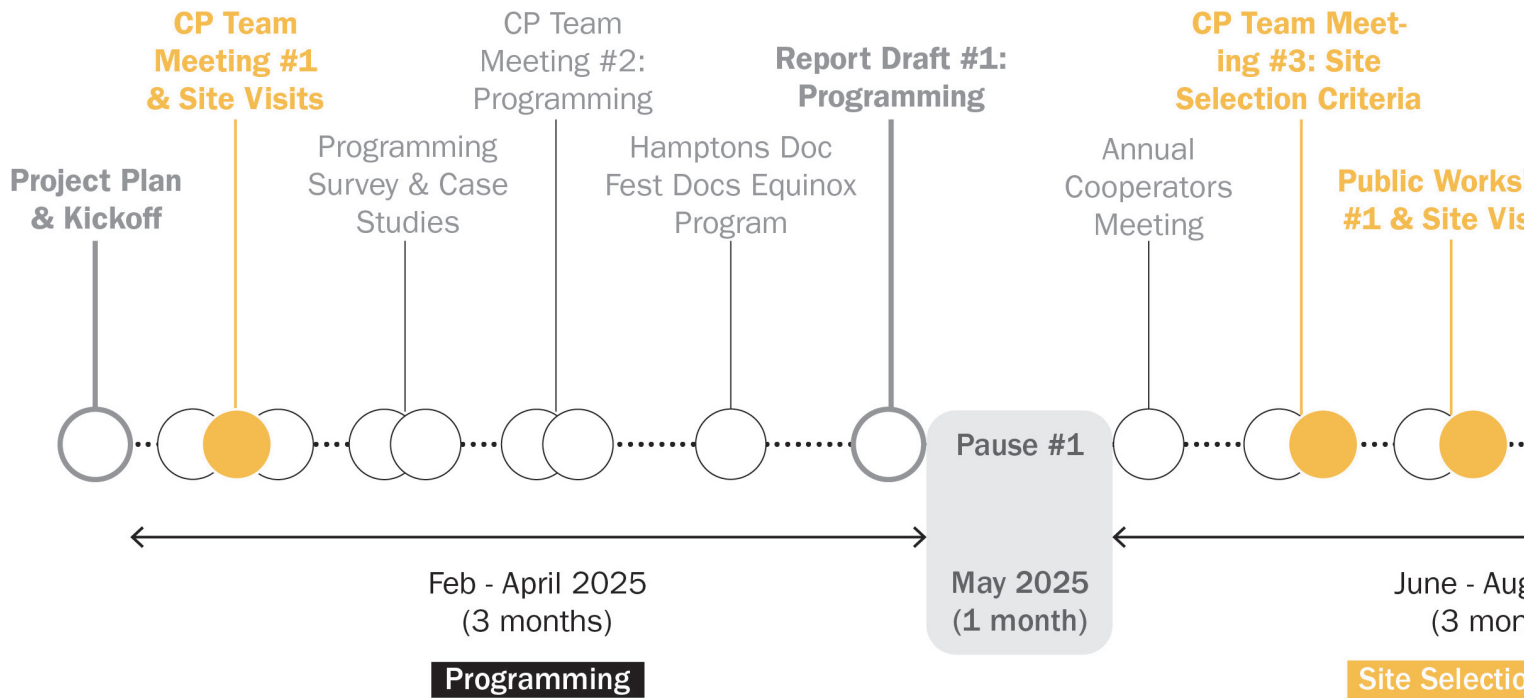 CP Team
Meeting #1
& Site Visits
CP Team
Meeting #2:
Programming
Report Draft #1:
Programming
CP Team Meet-
ing #3: Site
Selection Criteria
Project Plan
& Kickoff
Programming
Survey & Case
Studies
Hamptons Doc
Fest Docs Equinox
Program
Annual
Cooperators
Meeting
Public Works
#1 & Site Vis
Pause #1
Feb - April 2025
(3 months)
May 2025
(1 month)
June - Aug
(3 mon
Programming
Site Selectio